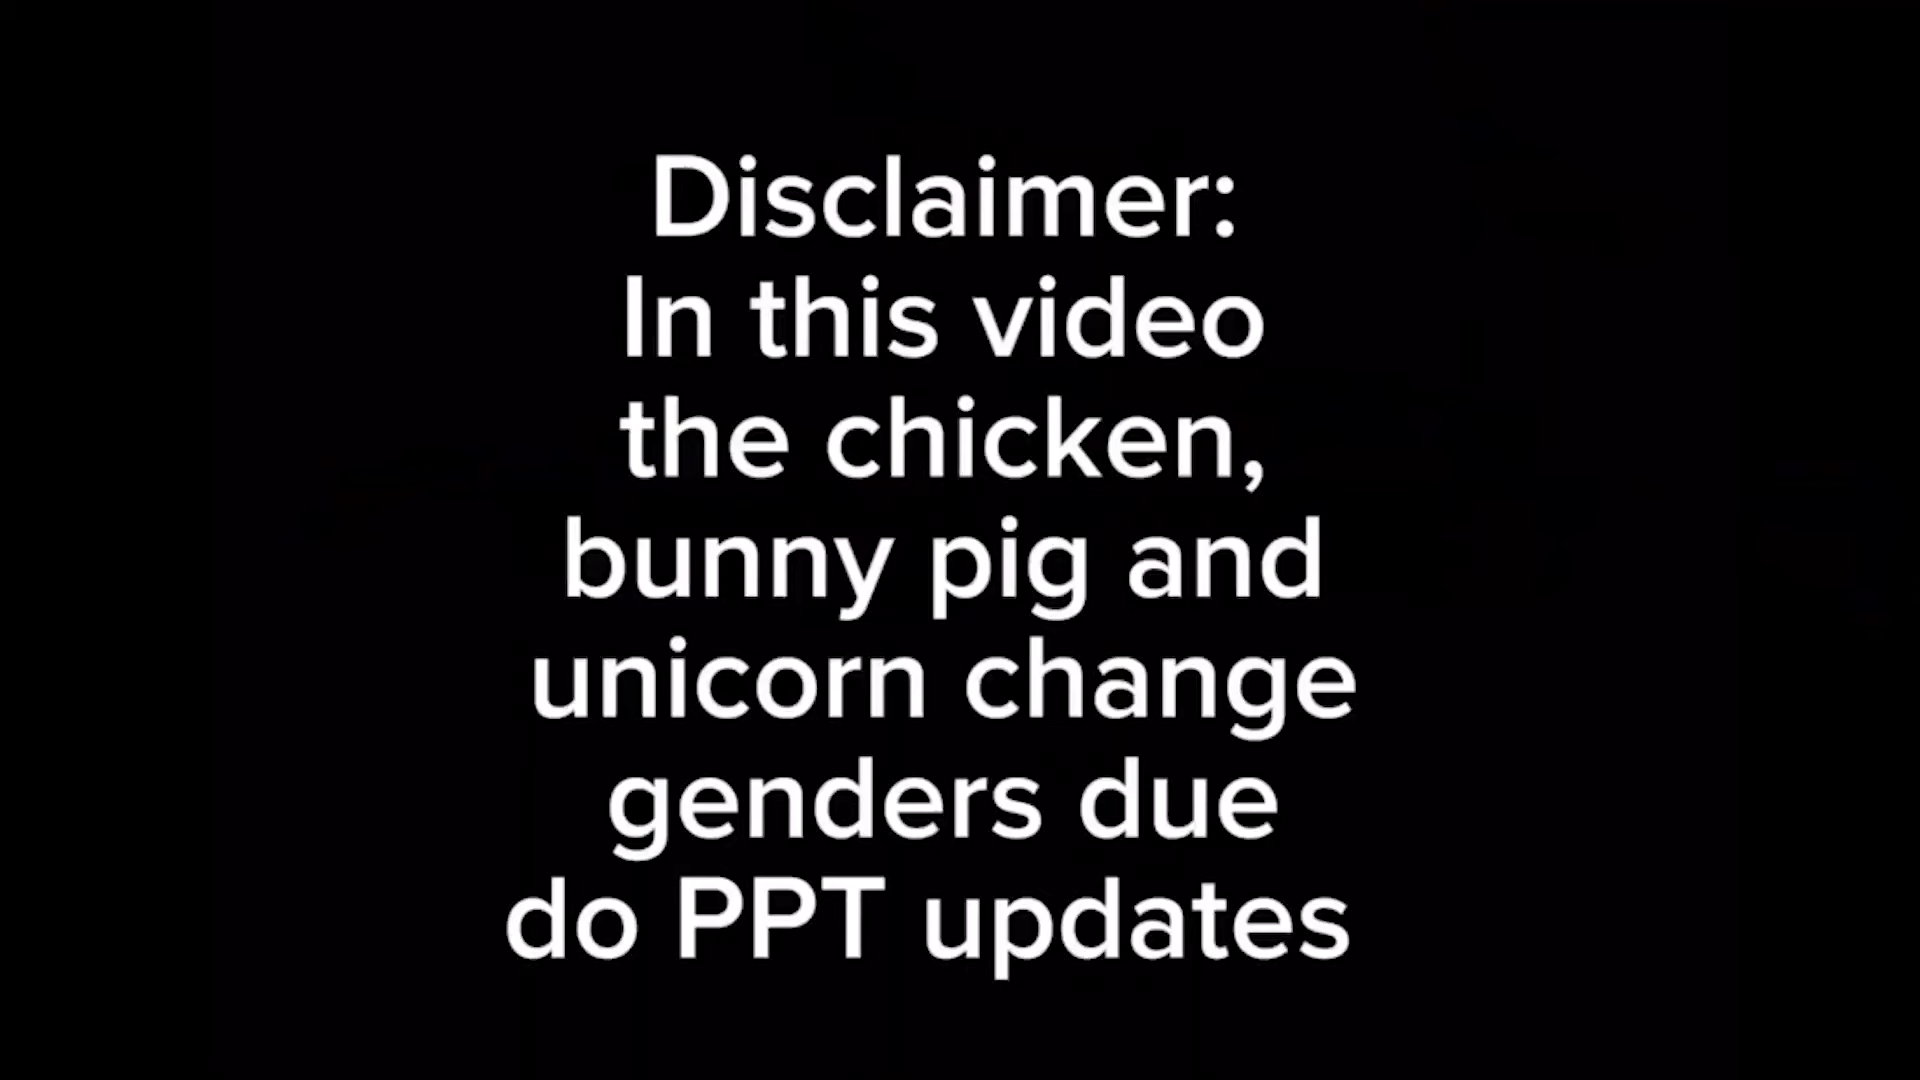 Disclaimer:
In this video
the chicken,
bunny pig and
unicorn change
genders due
do PPT updates